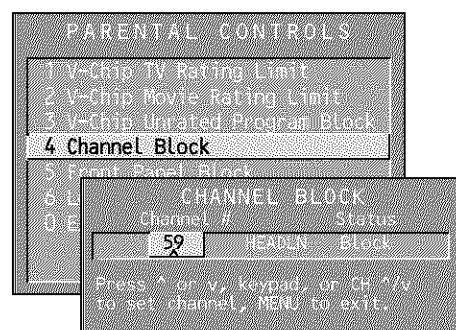 PARENTAL CONTROLS
1 V-Chip TV Rating Limit
2 V-Chip Movie Rating Limit
3 V-Chip Unrated Program Block
4 Channel Block
5 Front Panel Block
6 L
0 E
CHANNEL BLOCK
Channel # Status
59 HEADLN Block
Press ^ or v, keypad, or CH ^/v
to set channel, MENU to exit.